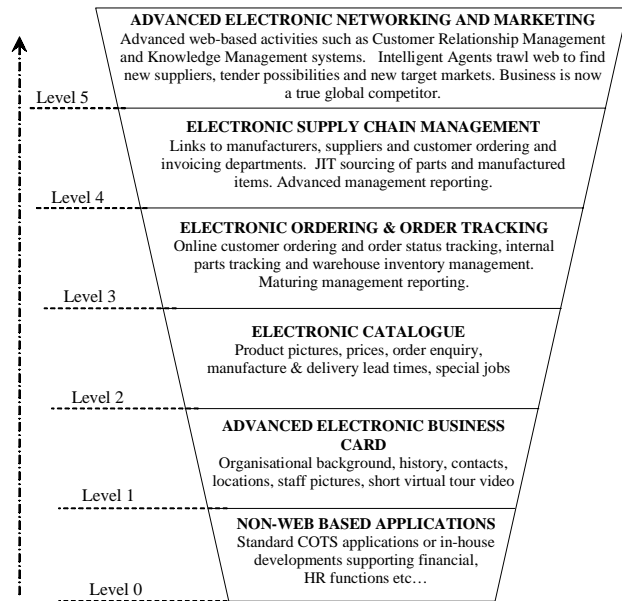 ADVANCED ELECTRONIC NETWORKING AND MARKETING
Advanced web-based activities such as Customer Relationship Management
and Knowledge Management systems. Intelligent Agents trawl web to find
new suppliers, tender possibilities and new target markets. Business is now
a true global competitor.
Level 5
ELECTRONIC SUPPLY CHAIN MANAGEMENT
Links to manufacturers, suppliers and customer ordering and
invoicing departments. JIT sourcing of parts and manufactured
items. Advanced management reporting.
Level 4
ELECTRONIC ORDERING & ORDER TRACKING
Online customer ordering and order status tracking, internal
parts tracking and warehouse inventory management.
Maturing management reporting.
Level 3
ELECTRONIC CATALOGUE
Product pictures, prices, order enquiry,
manufacture & delivery lead times, special jobs
Level 2
ADVANCED ELECTRONIC BUSINESS
CARD
Organisational background, history, contacts,
locations, staff pictures, short virtual tour video
Level 1
NON-WEB BASED APPLICATIONS
Standard COTS applications or in-house
developments supporting financial,
HR functions etc…
Level 0